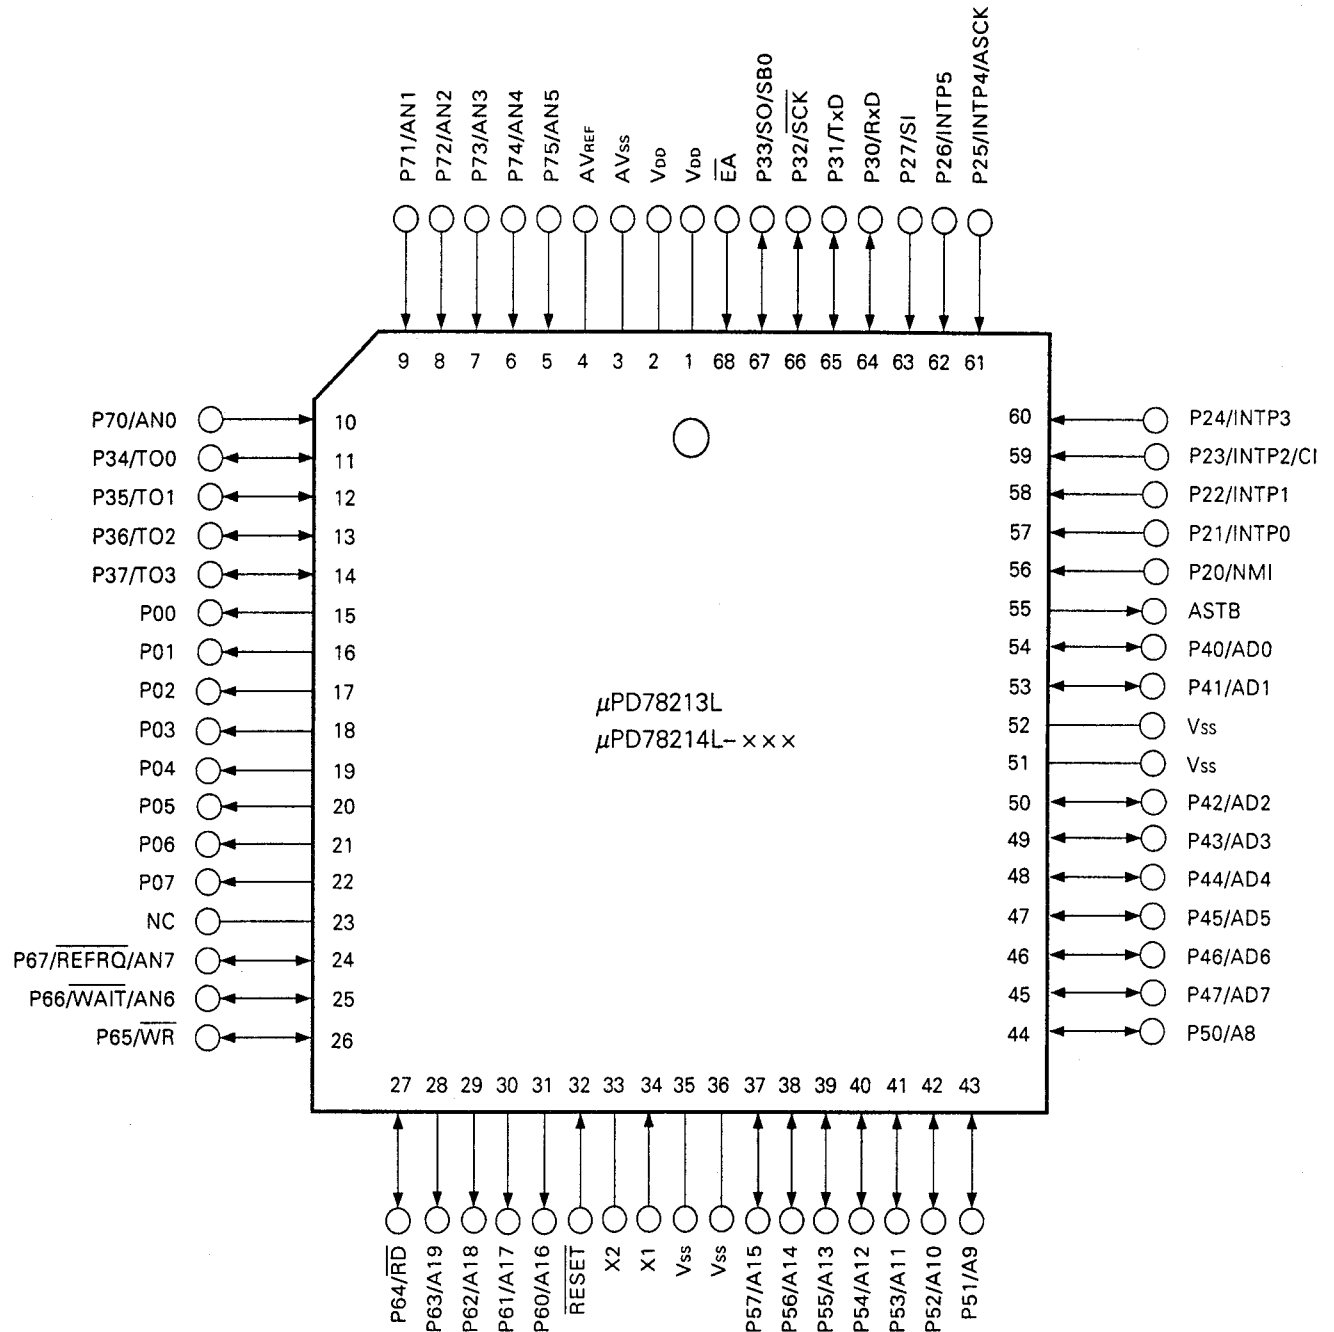 P71/AN1
P72/AN2
P73/AN3
P74/AN4
P75/AN5
AVREF
AVSS
VDD
VDD
EA
P33/SO/SB0
P32/SCK
P31/TxD
P30/RxD
P27/SI
P26/INTP5
P25/INTP4/ASCK
9 8 7 6 5 4 3 2 1 68 67 66 65 64 63 62 61
P70/AN0 10
P34/TO0 11
P35/TO1 12
P36/TO2 13
P37/TO3 14
P00 15
P01 16
P02 17
P03 18
P04 19
P05 20
P06 21
P07 22
NC 23
P67/REFRQ/AN7 24
P66/WAIT/AN6 25
P65/WR 26
μPD78213L
μPD78214L-×××
60 P24/INTP3
59 P23/INTP2/CI
58 P22/INTP1
57 P21/INTP0
56 P20/NMI
55 ASTB
54 P40/AD0
53 P41/AD1
52 Vss
51 Vss
50 P42/AD2
49 P43/AD3
48 P44/AD4
47 P45/AD5
46 P46/AD6
45 P47/AD7
44 P50/A8
27 28 29 30 31 32 33 34 35 36 37 38 39 40 41 42 43
P64/RD
P63/A19
P62/A18
P61/A17
P60/A16
RESET
X2
X1
Vss
Vss
P57/A15
P56/A14
P55/A13
P54/A12
P53/A11
P52/A10
P51/A9